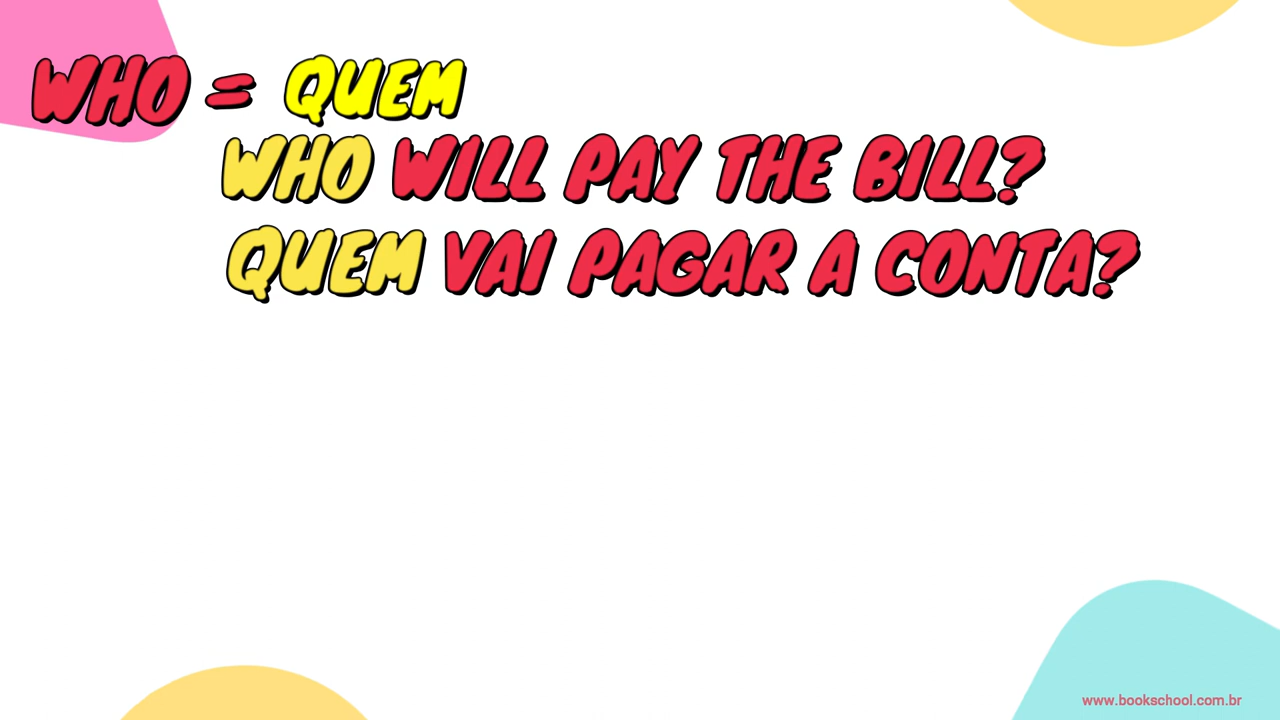 WHO = QUEM
WHO WILL PAY THE BILL?
QUEM VAI PAGAR A CONTA?
www.bookschool.com.br